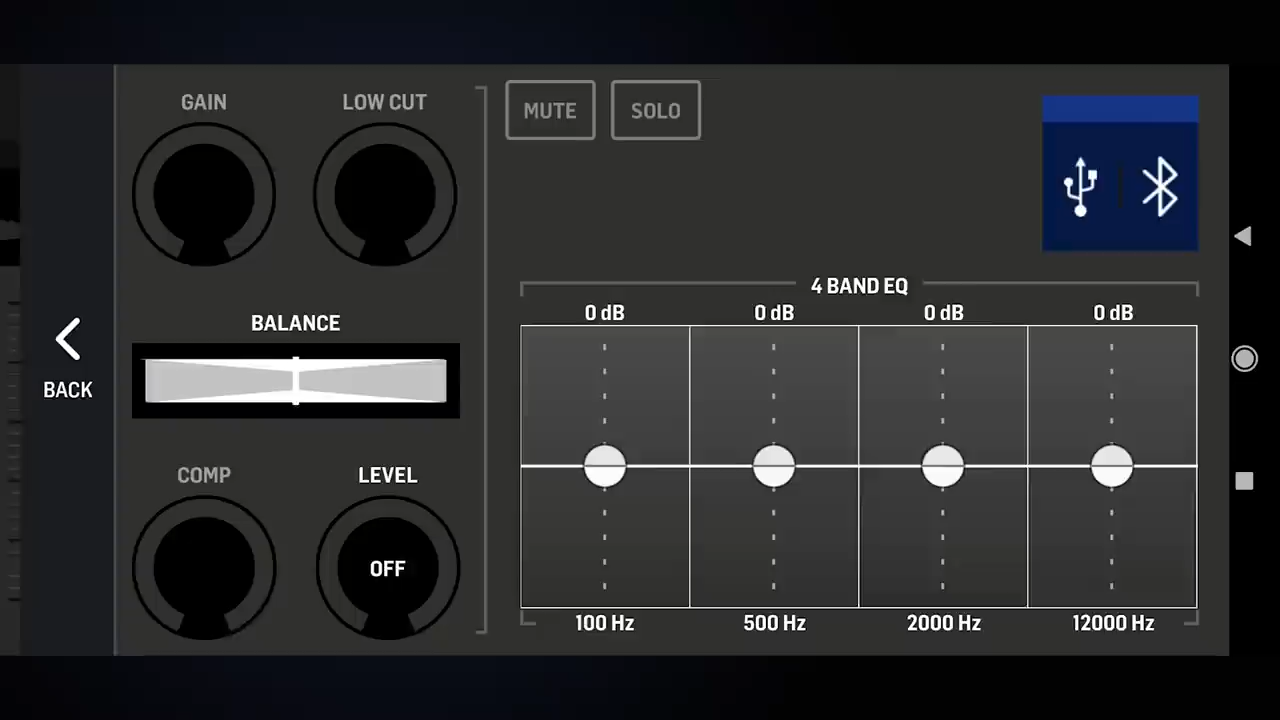 GAIN
LOW CUT
MUTE
SOLO
BALANCE
BACK
COMP
LEVEL
OFF
4 BAND EQ
0 dB
0 dB
0 dB
0 dB
100 Hz
500 Hz
2000 Hz
12000 Hz